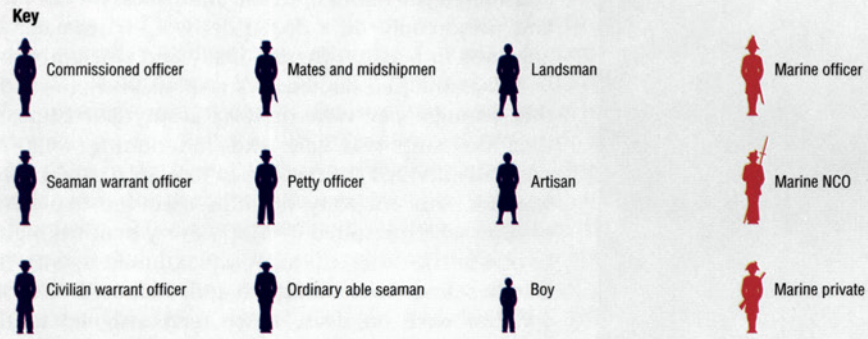 Key
Commissioned officer
Mates and midshipmen
Landsman
Marine officer
Seaman warrant officer
Petty officer
Artisan
Marine NCO
Civilian warrant officer
Ordinary able seaman
Boy
Marine private